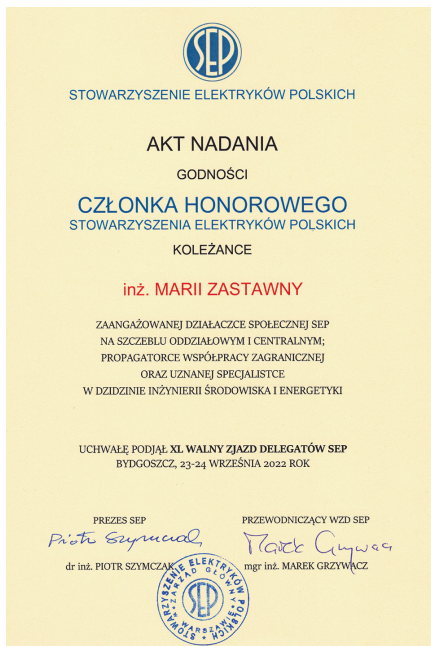 SEP
STOWARZYSZENIE ELEKTRYKÓW POLSKICH
AKT NADANIA
GODNOŚCI
CZŁONKA HONOROWEGO
STOWARZYSZENIA ELEKTRYKÓW POLSKICH
KOLEŻANCE
inż. MARII ZASTAWNY
ZAANGAŻOWANEJ DZIAŁACZCE SPOŁECZNEJ SEP
NA SZCZEBLU ODDZIAŁOWYM I CENTRALNYM;
PROPAGATORCE WSPÓŁPRACY ZAGRANICZNEJ
ORAZ UZNANEJ SPECJALISTCE
W DZIDZINIE INŻYNIERII ŚRODOWISKA I ENERGETYKI
UCHWAŁĘ PODJĄŁ XL WALNY ZJAZD DELEGATÓW SEP
BYDGOSZCZ, 23-24 WRZEŚNIA 2022 ROK
PREZES SEP PRZEWODNICZĄCY WZD SEP
Piotr Szymczak Marek Grzywacz
dr inż. PIOTR SZYMCZAK mgr inż. MAREK GRZYWACZ
STOWARZYSZENIE ELEKTRYKÓW POLSKICH
ZARZĄD GŁÓWNY
SEP
W WARSZAWIE